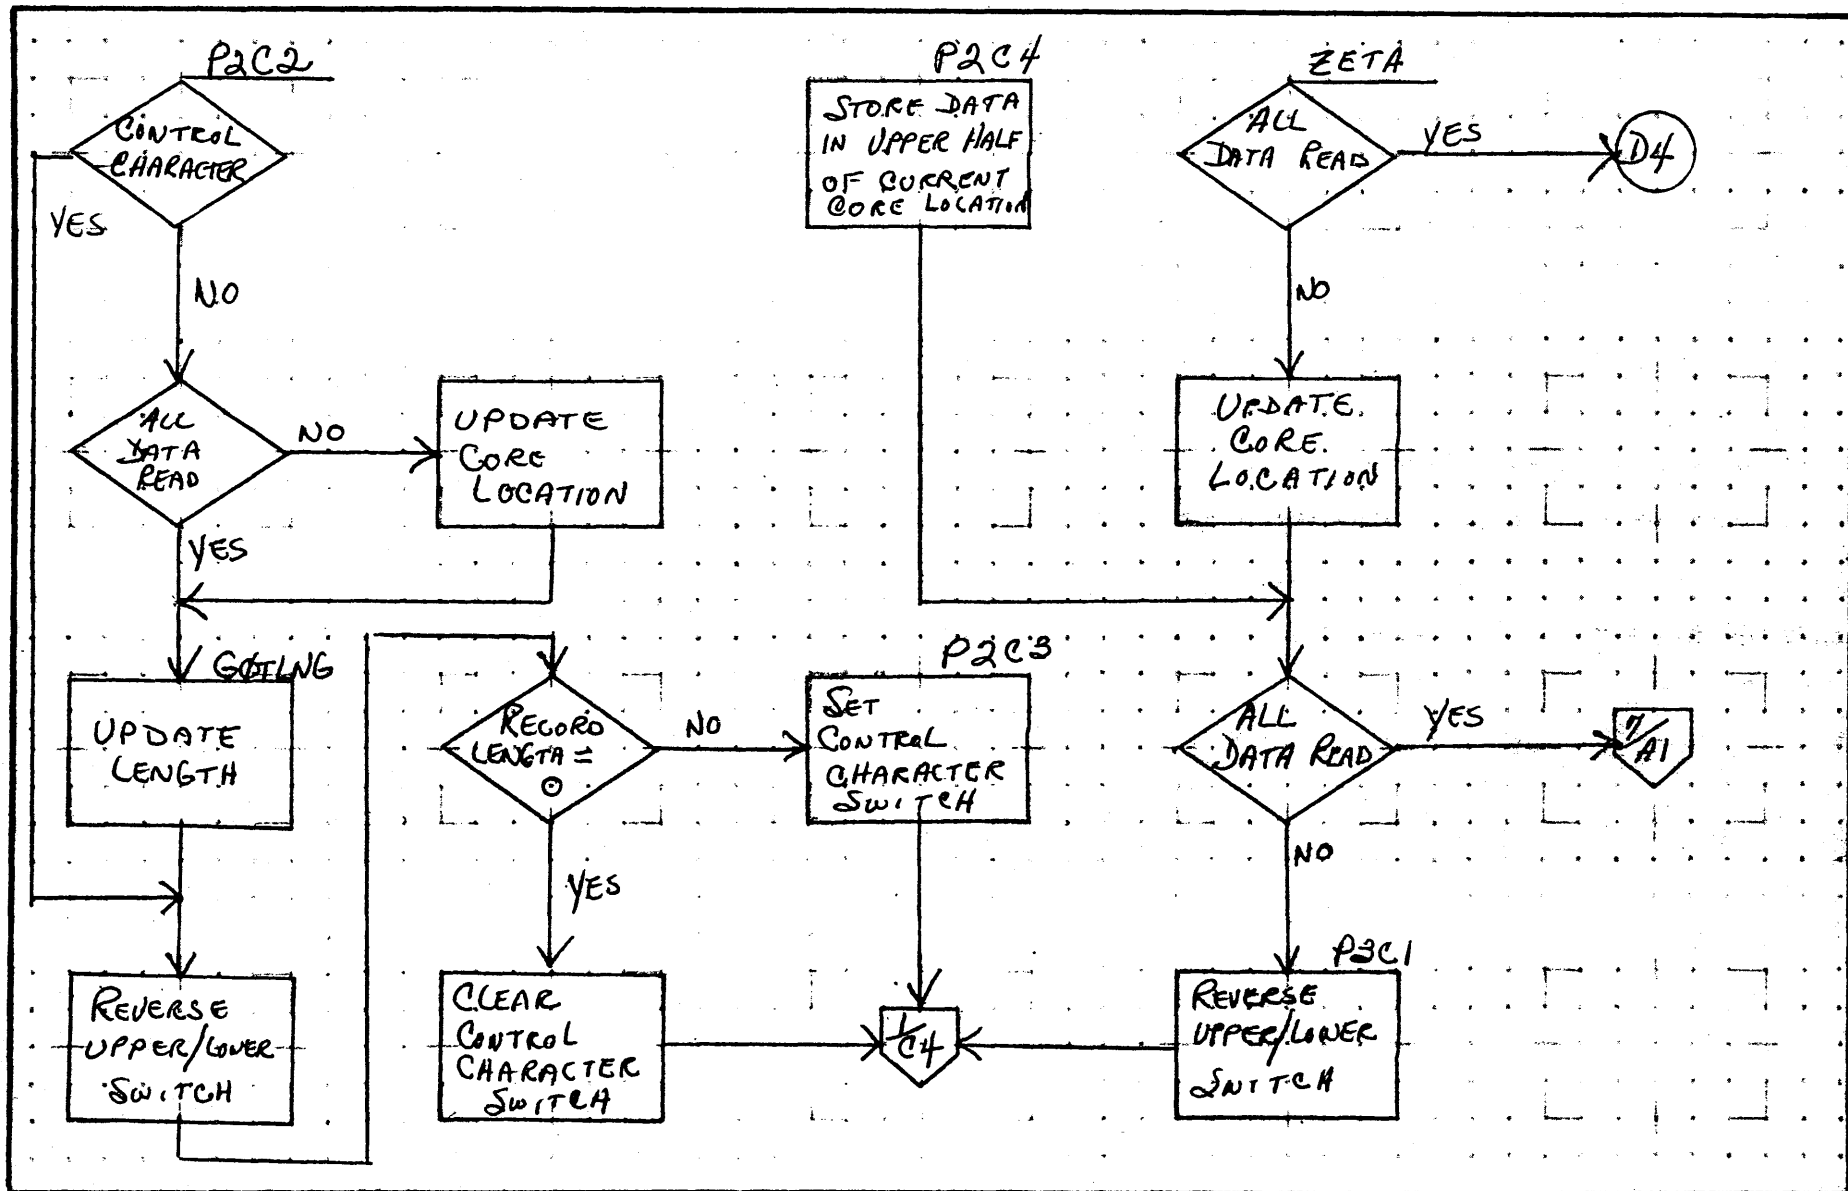 P2C2
CONTROL
CHARACTER
YES
NO
ALL
DATA
READ
NO
UPDATE
CORE
LOCATION
YES
GØTLNG
UPDATE
LENGTH
REVERSE
UPPER/LOWER
SWITCH
RECORD
LENGTH =
0
NO
YES
CLEAR
CONTROL
CHARACTER
SWITCH
P2C4
STORE DATA
IN UPPER HALF
OF CURRENT
CORE LOCATION
P2C3
SET
CONTROL
CHARACTER
SWITCH
1/
C4
ZETA
ALL
DATA READ
YES
D4
NO
UPDATE
CORE
LOCATION
ALL
DATA READ
YES
7/
A1
NO
P3C1
REVERSE
UPPER/LOWER
SWITCH